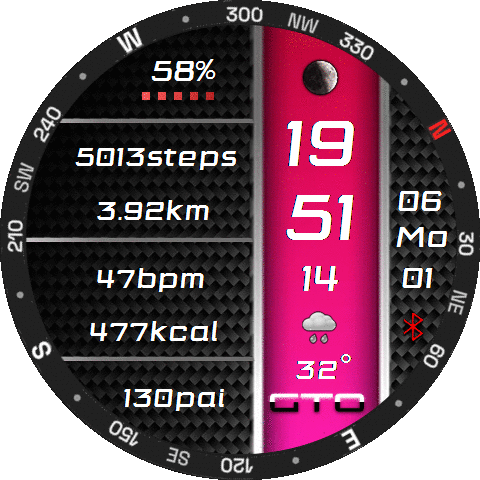 300
NW
330
N
30
NE
60
E
120
SE
150
S
210
SW
240
W
58%
5013steps
3.92km
47bpm
477kcal
130pai
19
51
14
32°
GTO
06
Mo
01